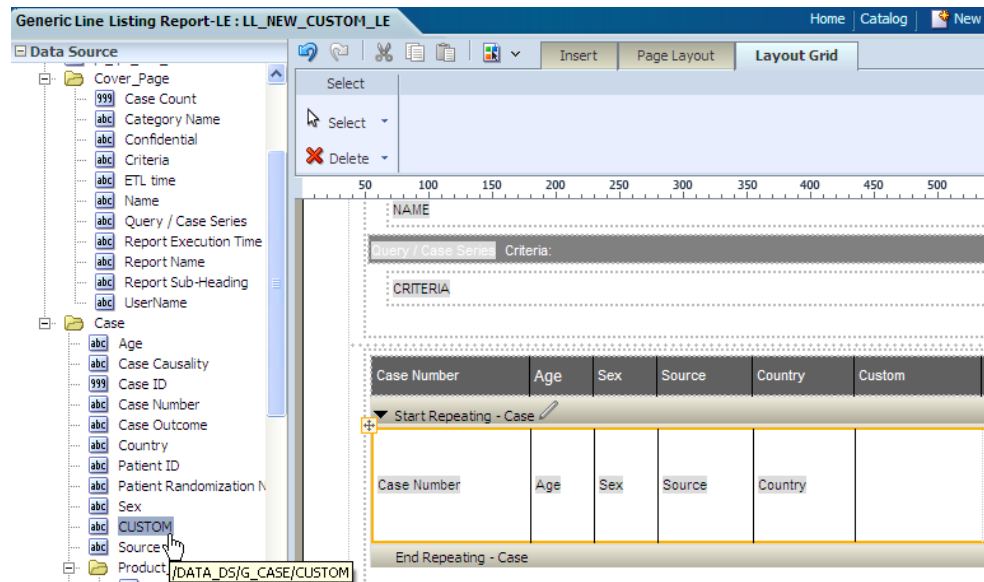 Generic Line Listing Report-LE : LL_NEW_CUSTOM_LE
Home
Catalog
New
Data Source
Insert
Page Layout
Layout Grid
Select
Select
Delete
50 100 150 200 250 300 350 400 450 500
Cover_Page
999 Case Count
abc Category Name
abc Confidential
abc Criteria
abc ETL time
abc Name
abc Query / Case Series
abc Report Execution Time
abc Report Name
abc Report Sub-Heading
abc UserName
Case
abc Age
abc Case Causality
999 Case ID
abc Case Number
abc Case Outcome
abc Country
abc Patient ID
abc Patient Randomization N
abc Sex
abc CUSTOM
abc Source
Product_
/DATA_DS/G_CASE/CUSTOM
NAME
Query / Case Series Criteria:
CRITERIA
Case Number Age Sex Source Country Custom
Start Repeating - Case
Case Number Age Sex Source Country
End Repeating - Case